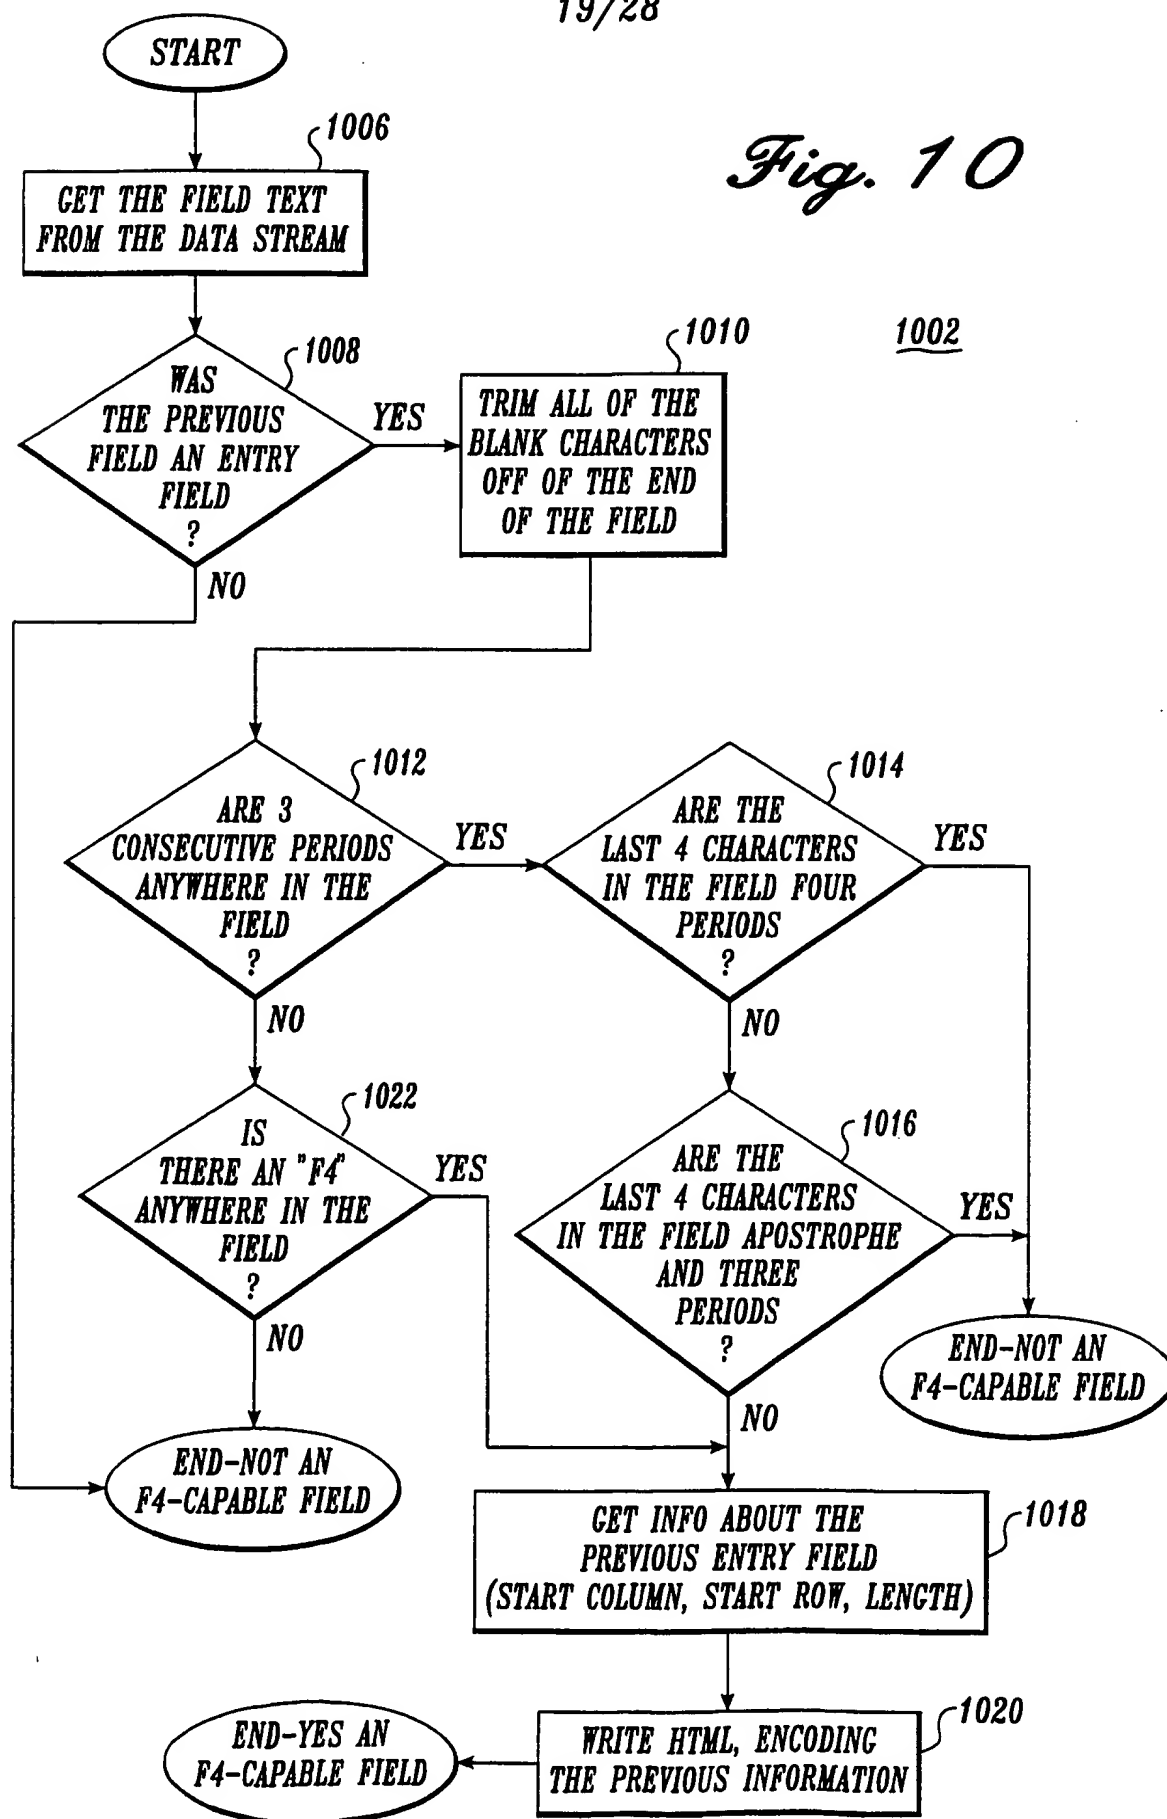 19/28
START
1006
Fig. 10
GET THE FIELD TEXT
FROM THE DATA STREAM
1002
1008
WAS
THE PREVIOUS
FIELD AN ENTRY
FIELD
?
YES
NO
1010
TRIM ALL OF THE
BLANK CHARACTERS
OFF OF THE END
OF THE FIELD
1012
ARE 3
CONSECUTIVE PERIODS
ANYWHERE IN THE
FIELD
?
YES
NO
1014
ARE THE
LAST 4 CHARACTERS
IN THE FIELD FOUR
PERIODS
?
YES
NO
1022
IS
THERE AN "F4"
ANYWHERE IN THE
FIELD
?
YES
NO
1016
ARE THE
LAST 4 CHARACTERS
IN THE FIELD APOSTROPHE
AND THREE
PERIODS
?
YES
NO
END-NOT AN
F4-CAPABLE FIELD
END-NOT AN
F4-CAPABLE FIELD
1018
GET INFO ABOUT THE
PREVIOUS ENTRY FIELD
(START COLUMN, START ROW, LENGTH)
1020
WRITE HTML, ENCODING
THE PREVIOUS INFORMATION
END-YES AN
F4-CAPABLE FIELD